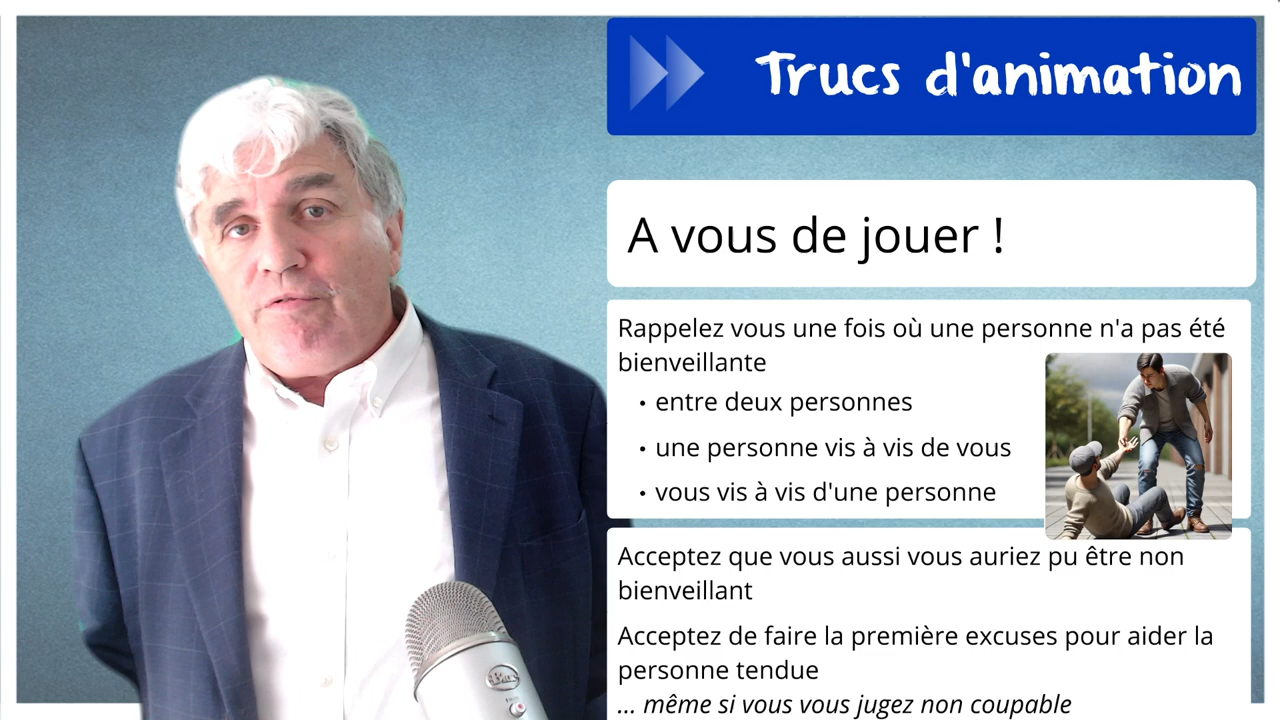 Trucs d'animation
A vous de jouer !
Rappelez vous une fois où une personne n'a pas été
bienveillante
• entre deux personnes
• une personne vis à vis de vous
• vous vis à vis d'une personne
Acceptez que vous aussi vous auriez pu être non
bienveillant
Acceptez de faire la première excuses pour aider la
personne tendue
... même si vous vous jugez non coupable
Blue